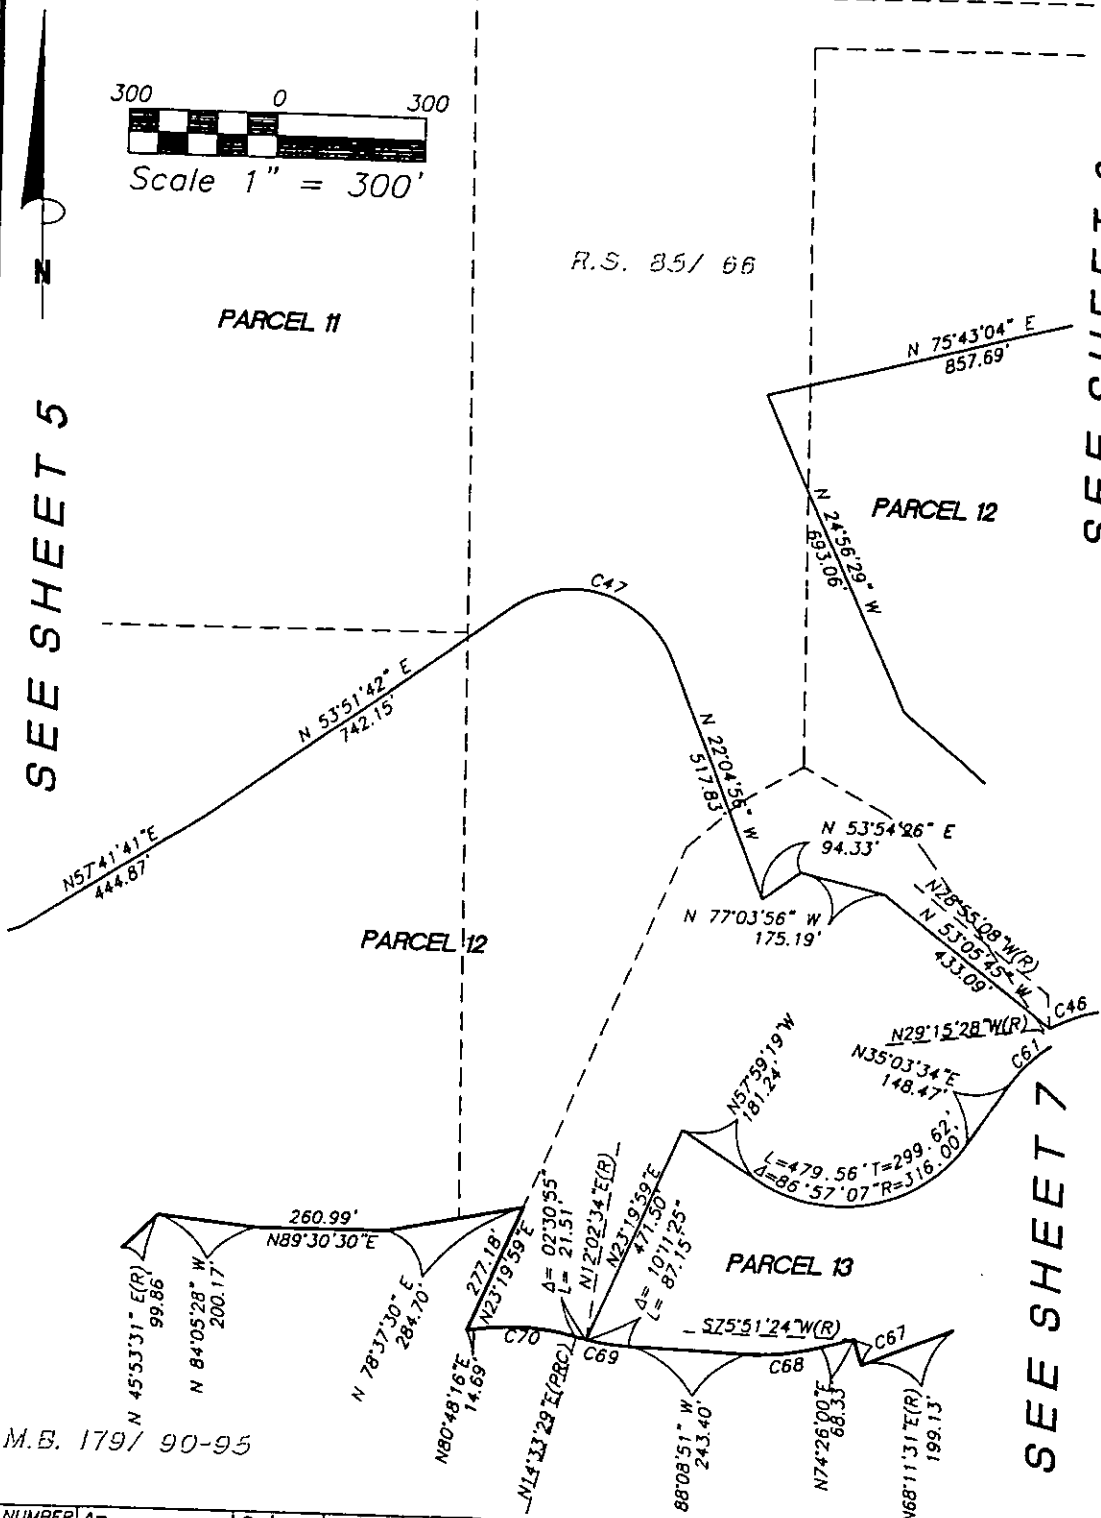 300 0 300
Scale 1" = 300'
N
R.S. 85/ 66
PARCEL 11
N 75°43'04" E
857.69'
SEE SHEET 5
PARCEL 12
N 24°56'29" W
693.06'
C47
N 53°51'42" E
742.15'
N 22°04'56" W
517.83'
N 53°54'26" E
94.33'
N57°41'41"E
444.87'
N28°55'08"W(R)
N 77°03'56" W
175.19'
N 53°05'45" W
433.09'
PARCEL 12
C46
N29°15'28"W(R)
C61
N35°03'34"E
148.47'
N57°59'19"W
181.24'
L=479.56' T=299.62'
Δ=86°57'07" R=316.00'
SEE SHEET 7
260.99'
N89°30'30"E
277.18'
N23°19'59"E
Δ= 02°30'55"
L= 21.51'
N12°02'34"E(R)
N23°19'59"E
471.50'
Δ= 10°11'25"
L= 87.15'
PARCEL 13
N 45°53'31" E(R)
99.86'
N 84°05'28" W
200.17'
N 78°37'30" E
284.70'
C70
C69
S75°51'24"W(R)
C68
C67
N80°48'16"E
14.69'
N14°33'29"E(PRC)
88°08'51" W
243.40'
N74°26'00"E
68.33'
N68°11'31"E(R)
199.13'
M.B. 179/ 90-95
NUMBER